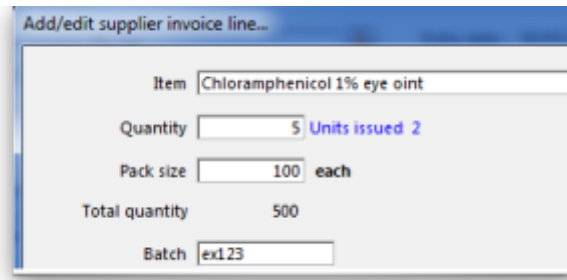 Add/edit supplier invoice line...
Item Chloramphenicol 1% eye oint
Quantity 5 Units issued 2
Pack size 100 each
Total quantity 500
Batch ex123